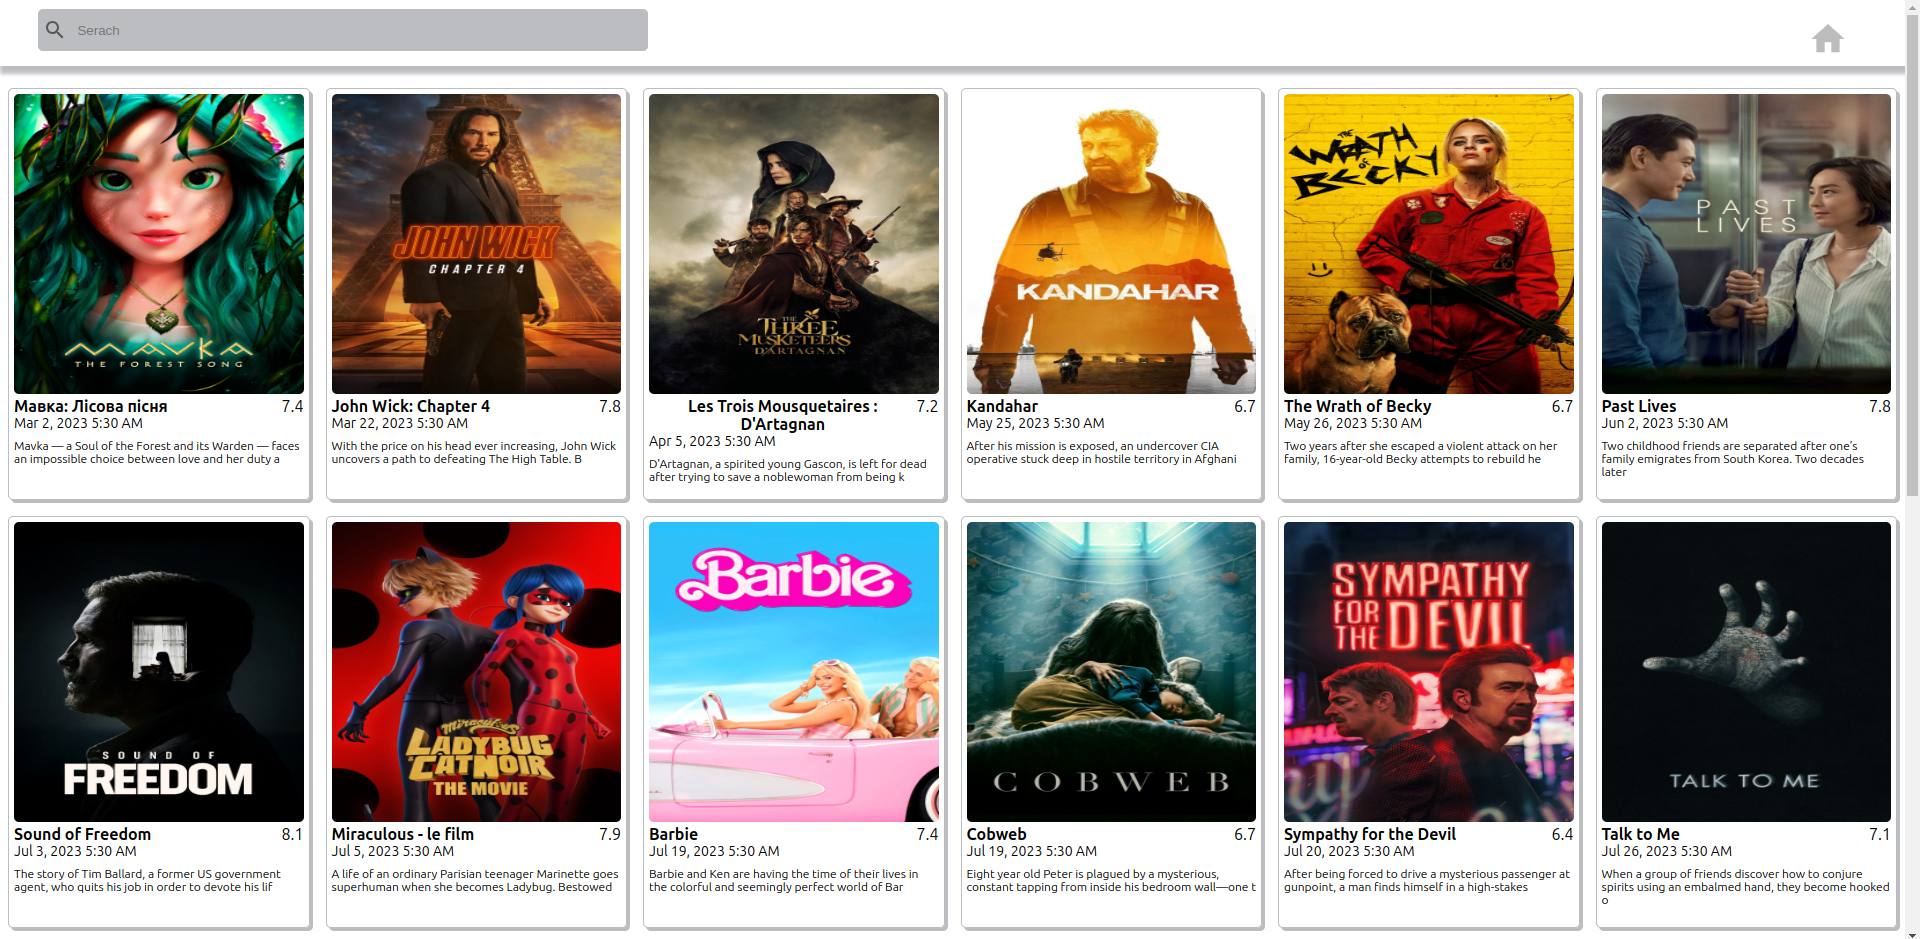 Serach
MAVKA
THE FOREST SONG
JOHN WICK
CHAPTER 4
THE
THREE
MUSKETEERS
D'ARTAGNAN
KANDAHAR
THE
WRATH
OF
BECKY
PAST
LIVES
Мавка: Лісова пісня 7.4
Mar 2, 2023 5:30 AM
Mavka — a Soul of the Forest and its Warden — faces
an impossible choice between love and her duty a
John Wick: Chapter 4 7.8
Mar 22, 2023 5:30 AM
With the price on his head ever increasing, John Wick
uncovers a path to defeating The High Table. B
Les Trois Mousquetaires : 7.2
D'Artagnan
Apr 5, 2023 5:30 AM
D'Artagnan, a spirited young Gascon, is left for dead
after trying to save a noblewoman from being k
Kandahar 6.7
May 25, 2023 5:30 AM
After his mission is exposed, an undercover CIA
operative stuck deep in hostile territory in Afghani
The Wrath of Becky 6.7
May 26, 2023 5:30 AM
Two years after she escaped a violent attack on her
family, 16-year-old Becky attempts to rebuild he
Past Lives 7.8
Jun 2, 2023 5:30 AM
Two childhood friends are separated after one’s
family emigrates from South Korea. Two decades
later
SOUND OF
FREEDOM
Miraculous
LADYBUG
& CATNOIR
THE MOVIE
Barbie
COBWEB
SYMPATHY
FOR
THE DEVIL
TALK TO ME
Sound of Freedom 8.1
Jul 3, 2023 5:30 AM
The story of Tim Ballard, a former US government
agent, who quits his job in order to devote his lif
Miraculous - le film 7.9
Jul 5, 2023 5:30 AM
A life of an ordinary Parisian teenager Marinette goes
superhuman when she becomes Ladybug. Bestowed
Barbie 7.4
Jul 19, 2023 5:30 AM
Barbie and Ken are having the time of their lives in
the colorful and seemingly perfect world of Bar
Cobweb 6.7
Jul 19, 2023 5:30 AM
Eight year old Peter is plagued by a mysterious,
constant tapping from inside his bedroom wall—one t
Sympathy for the Devil 6.4
Jul 20, 2023 5:30 AM
After being forced to drive a mysterious passenger at
gunpoint, a man finds himself in a high-stakes
Talk to Me 7.1
Jul 26, 2023 5:30 AM
When a group of friends discover how to conjure
spirits using an embalmed hand, they become hooked
o